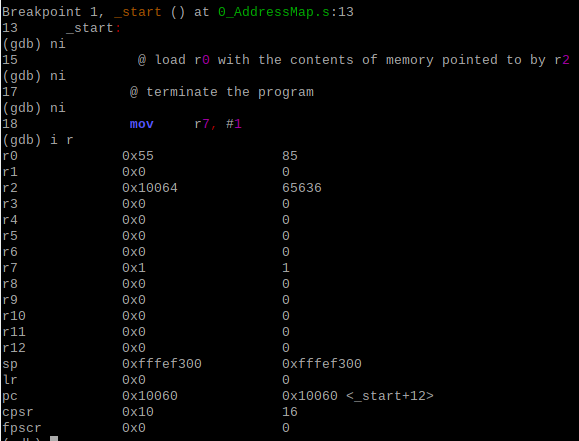 Breakpoint 1, _start () at 0_AddressMap.s:13
13      _start:
(gdb) ni
15               @ load r0 with the contents of memory pointed to by r2
(gdb) ni
17              @ terminate the program
(gdb) ni
18              mov     r7, #1
(gdb) i r
r0             0x55                85
r1             0x0                 0
r2             0x10064             65636
r3             0x0                 0
r4             0x0                 0
r5             0x0                 0
r6             0x0                 0
r7             0x1                 1
r8             0x0                 0
r9             0x0                 0
r10            0x0                 0
r11            0x0                 0
r12            0x0                 0
sp             0xfffef300          0xfffef300
lr             0x0                 0
pc             0x10060             0x10060 <_start+12>
cpsr           0x10                16
fpscr          0x0                 0
(gdb)